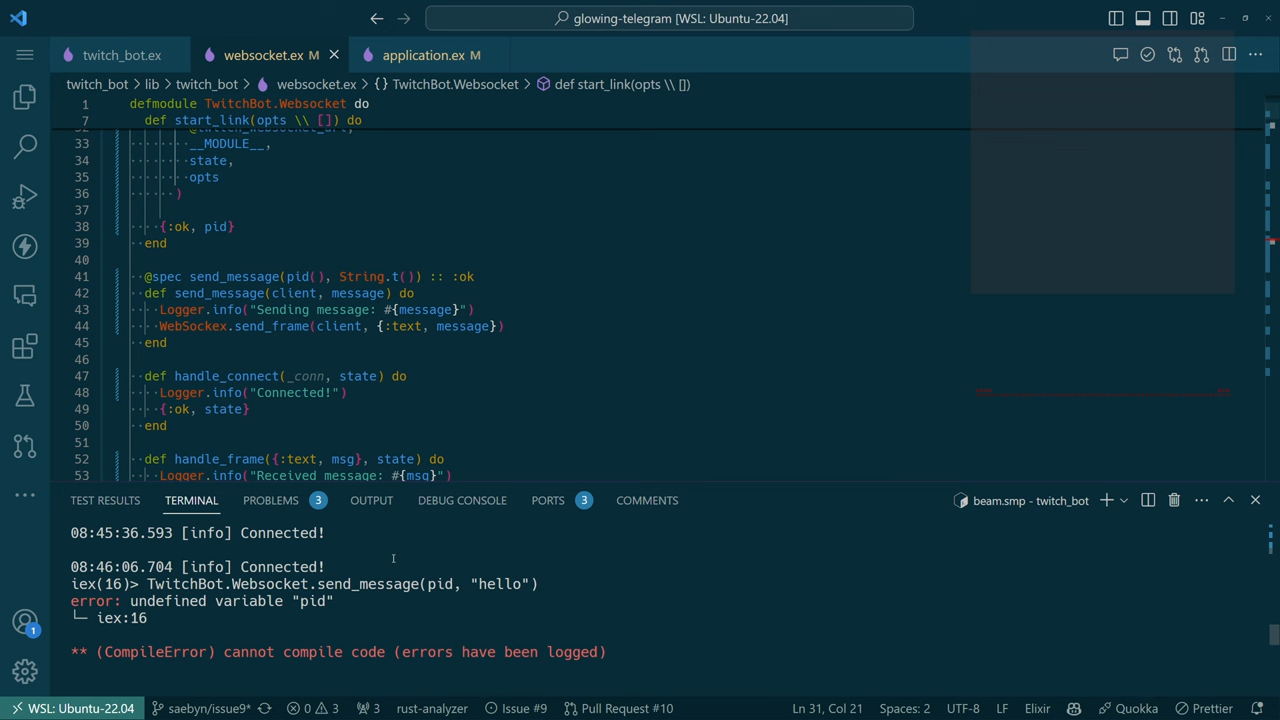 glowing-telegram [WSL: Ubuntu-22.04]
twitch_bot.ex
websocket.ex M
application.ex M
twitch_bot > lib > twitch_bot > websocket.ex > {} TwitchBot.Websocket > def start_link(opts \\ [])
1 defmodule TwitchBot.Websocket do
7 def start_link(opts \\ []) do
32 @twitch_websocket_url,
33 __MODULE__,
34 state,
35 opts
36 )
37
38 {:ok, pid}
39 end
40
41 @spec send_message(pid(), String.t()) :: :ok
42 def send_message(client, message) do
43 Logger.info("Sending message: #{message}")
44 WebSockex.send_frame(client, {:text, message})
45 end
46
47 def handle_connect(_conn, state) do
48 Logger.info("Connected!")
49 {:ok, state}
50 end
51
52 def handle_frame({:text, msg}, state) do
53 Logger.info("Received message: #{msg}")
TEST RESULTS TERMINAL PROBLEMS 3 OUTPUT DEBUG CONSOLE PORTS 3 COMMENTS beam.smp - twitch_bot
08:45:36.593 [info] Connected!
08:46:06.704 [info] Connected!
iex(16)> TwitchBot.Websocket.send_message(pid, "hello")
error: undefined variable "pid"
└─ iex:16
** (CompileError) cannot compile code (errors have been logged)
1
WSL: Ubuntu-22.04 saebyn/issue9* 0 3 3 rust-analyzer Issue #9 Pull Request #10 Ln 31, Col 21 Spaces: 2 UTF-8 LF Elixir Quokka Prettier